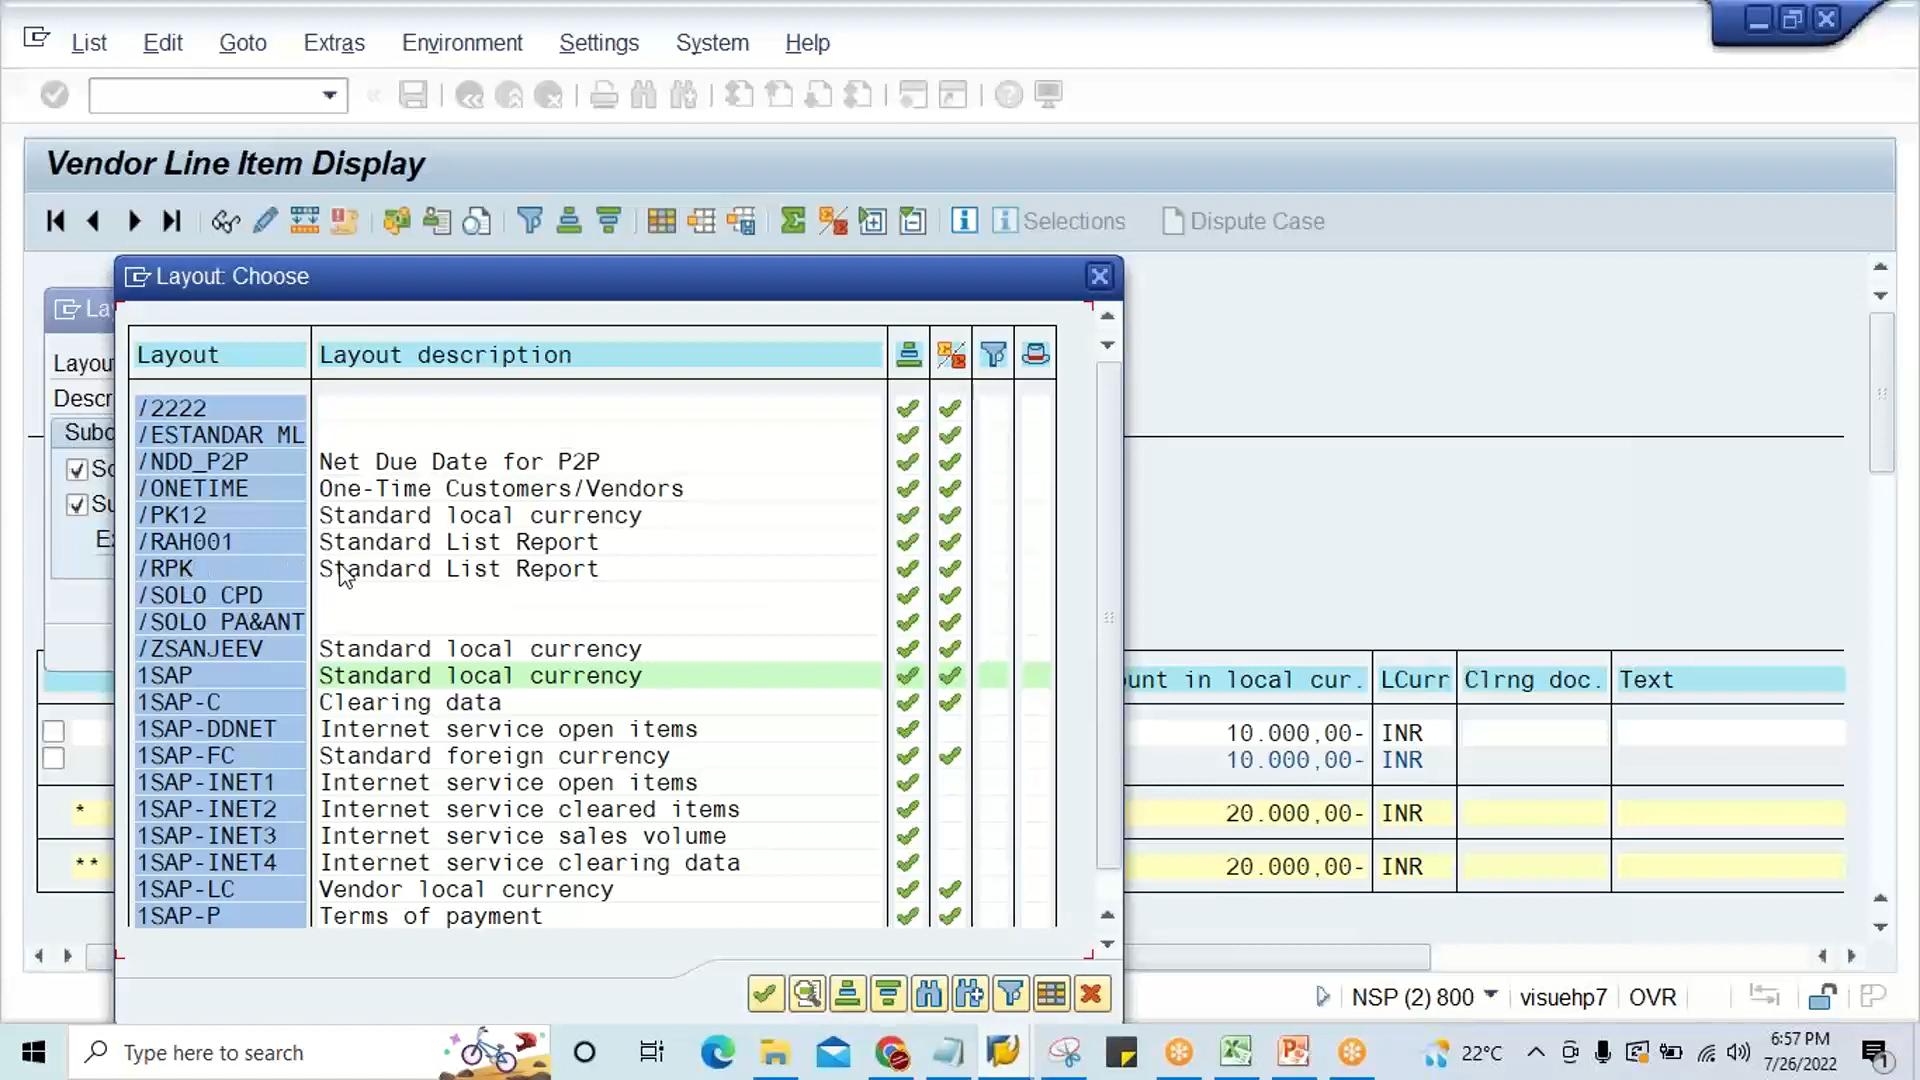 List Edit Goto Extras Environment Settings System Help
Vendor Line Item Display
Selections Dispute Case
Layout: Choose
Layout Layout description
/2222
/ESTANDAR ML
/NDD_P2P Net Due Date for P2P
/ONETIME One-Time Customers/Vendors
/PK12 Standard local currency
/RAH001 Standard List Report
/RPK Standard List Report
/SOLO CPD
/SOLO PA&ANT
/ZSANJEEV Standard local currency
1SAP Standard local currency
1SAP-C Clearing data
1SAP-DDNET Internet service open items
1SAP-FC Standard foreign currency
1SAP-INET1 Internet service open items
1SAP-INET2 Internet service cleared items
1SAP-INET3 Internet service sales volume
1SAP-INET4 Internet service clearing data
1SAP-LC Vendor local currency
1SAP-P Terms of payment
La
Layou
Descr
Subc
Sc
Su
E
unt in local cur. LCurr Clrng doc. Text
10.000,00- INR
10.000,00- INR
* 20.000,00- INR
** 20.000,00- INR
NSP (2) 800 visuehp7 OVR
Type here to search
22°C
6:57 PM
7/26/2022
1